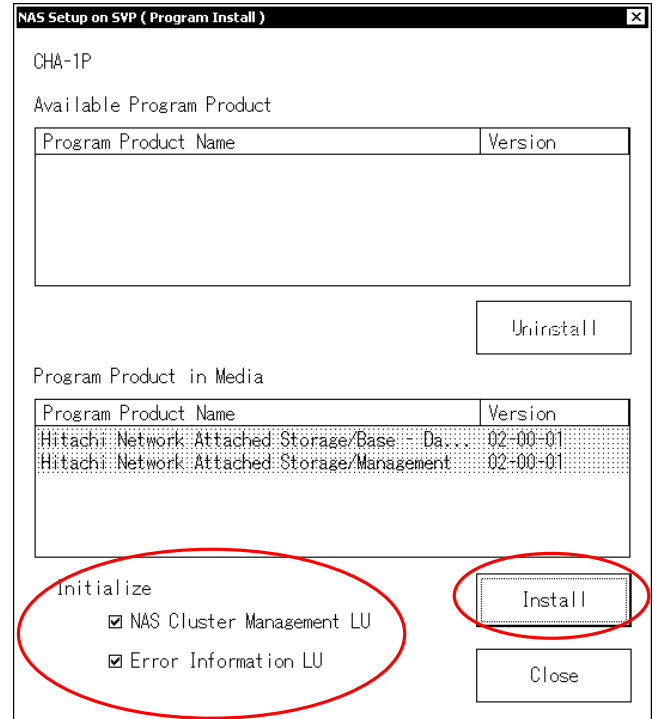 NAS Setup on SVP ( Program Install )
CHA-1P
Available Program Product
Program Product Name Version
Uninstall
Program Product in Media
Program Product Name Version
Hitachi Network Attached Storage/Base - Da... 02-00-01
Hitachi Network Attached Storage/Management 02-00-01
Initialize
Install
NAS Cluster Management LU
Error Information LU
Close